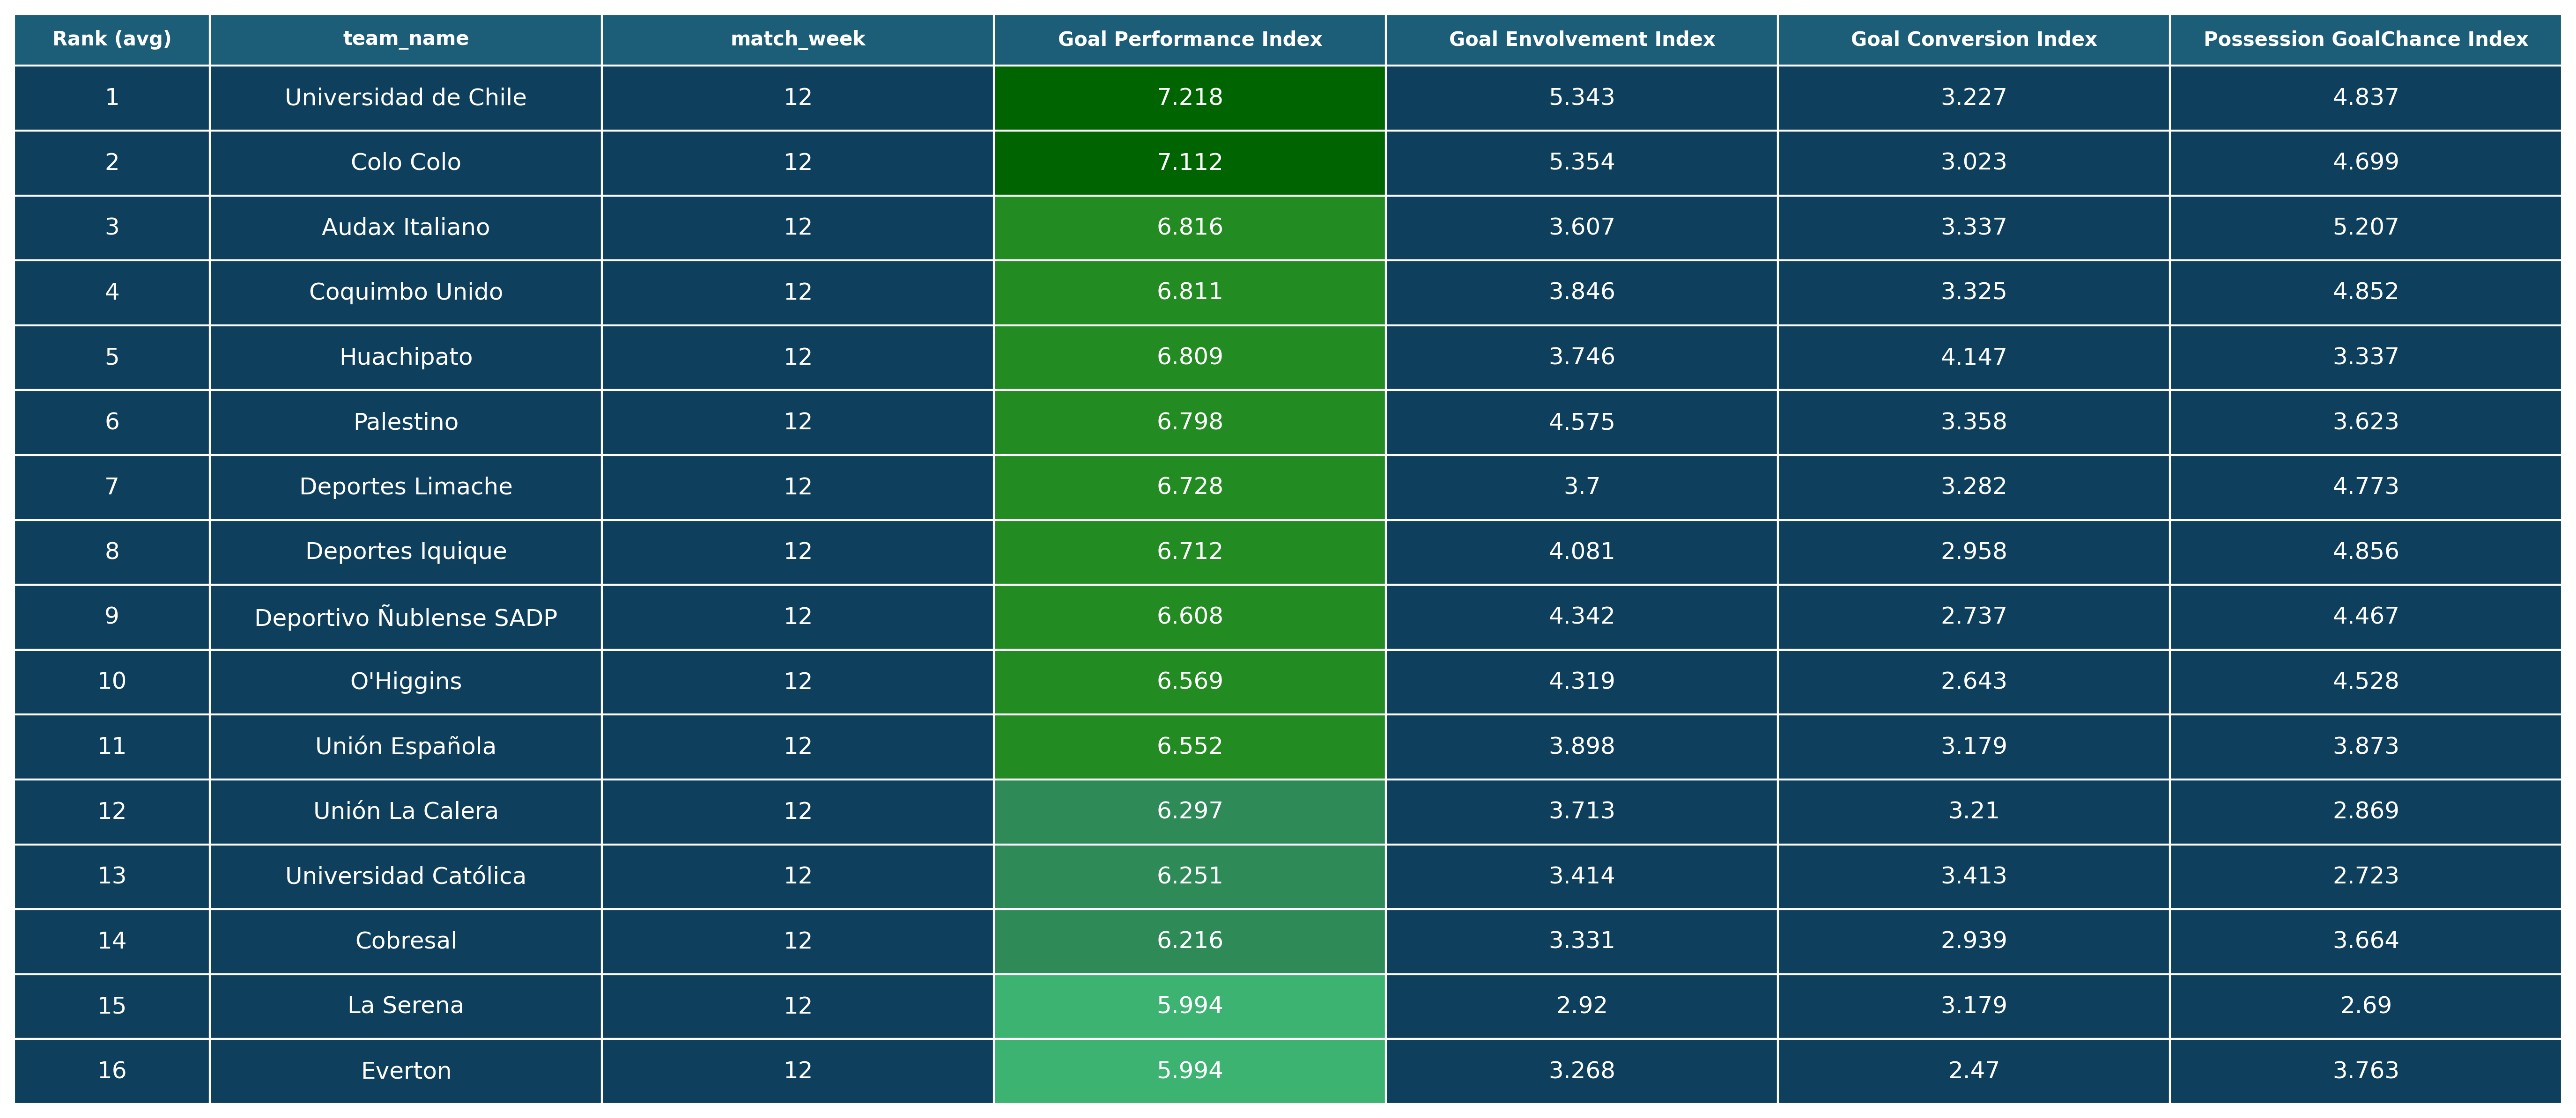 Rank (avg) team_name match_week Goal Performance Index Goal Envolvement Index Goal Conversion Index Possession GoalChance Index
1 Universidad de Chile 12 7.218 5.343 3.227 4.837
2 Colo Colo 12 7.112 5.354 3.023 4.699
3 Audax Italiano 12 6.816 3.607 3.337 5.207
4 Coquimbo Unido 12 6.811 3.846 3.325 4.852
5 Huachipato 12 6.809 3.746 4.147 3.337
6 Palestino 12 6.798 4.575 3.358 3.623
7 Deportes Limache 12 6.728 3.7 3.282 4.773
8 Deportes Iquique 12 6.712 4.081 2.958 4.856
9 Deportivo Ñublense SADP 12 6.608 4.342 2.737 4.467
10 O'Higgins 12 6.569 4.319 2.643 4.528
11 Unión Española 12 6.552 3.898 3.179 3.873
12 Unión La Calera 12 6.297 3.713 3.21 2.869
13 Universidad Católica 12 6.251 3.414 3.413 2.723
14 Cobresal 12 6.216 3.331 2.939 3.664
15 La Serena 12 5.994 2.92 3.179 2.69
16 Everton 12 5.994 3.268 2.47 3.763